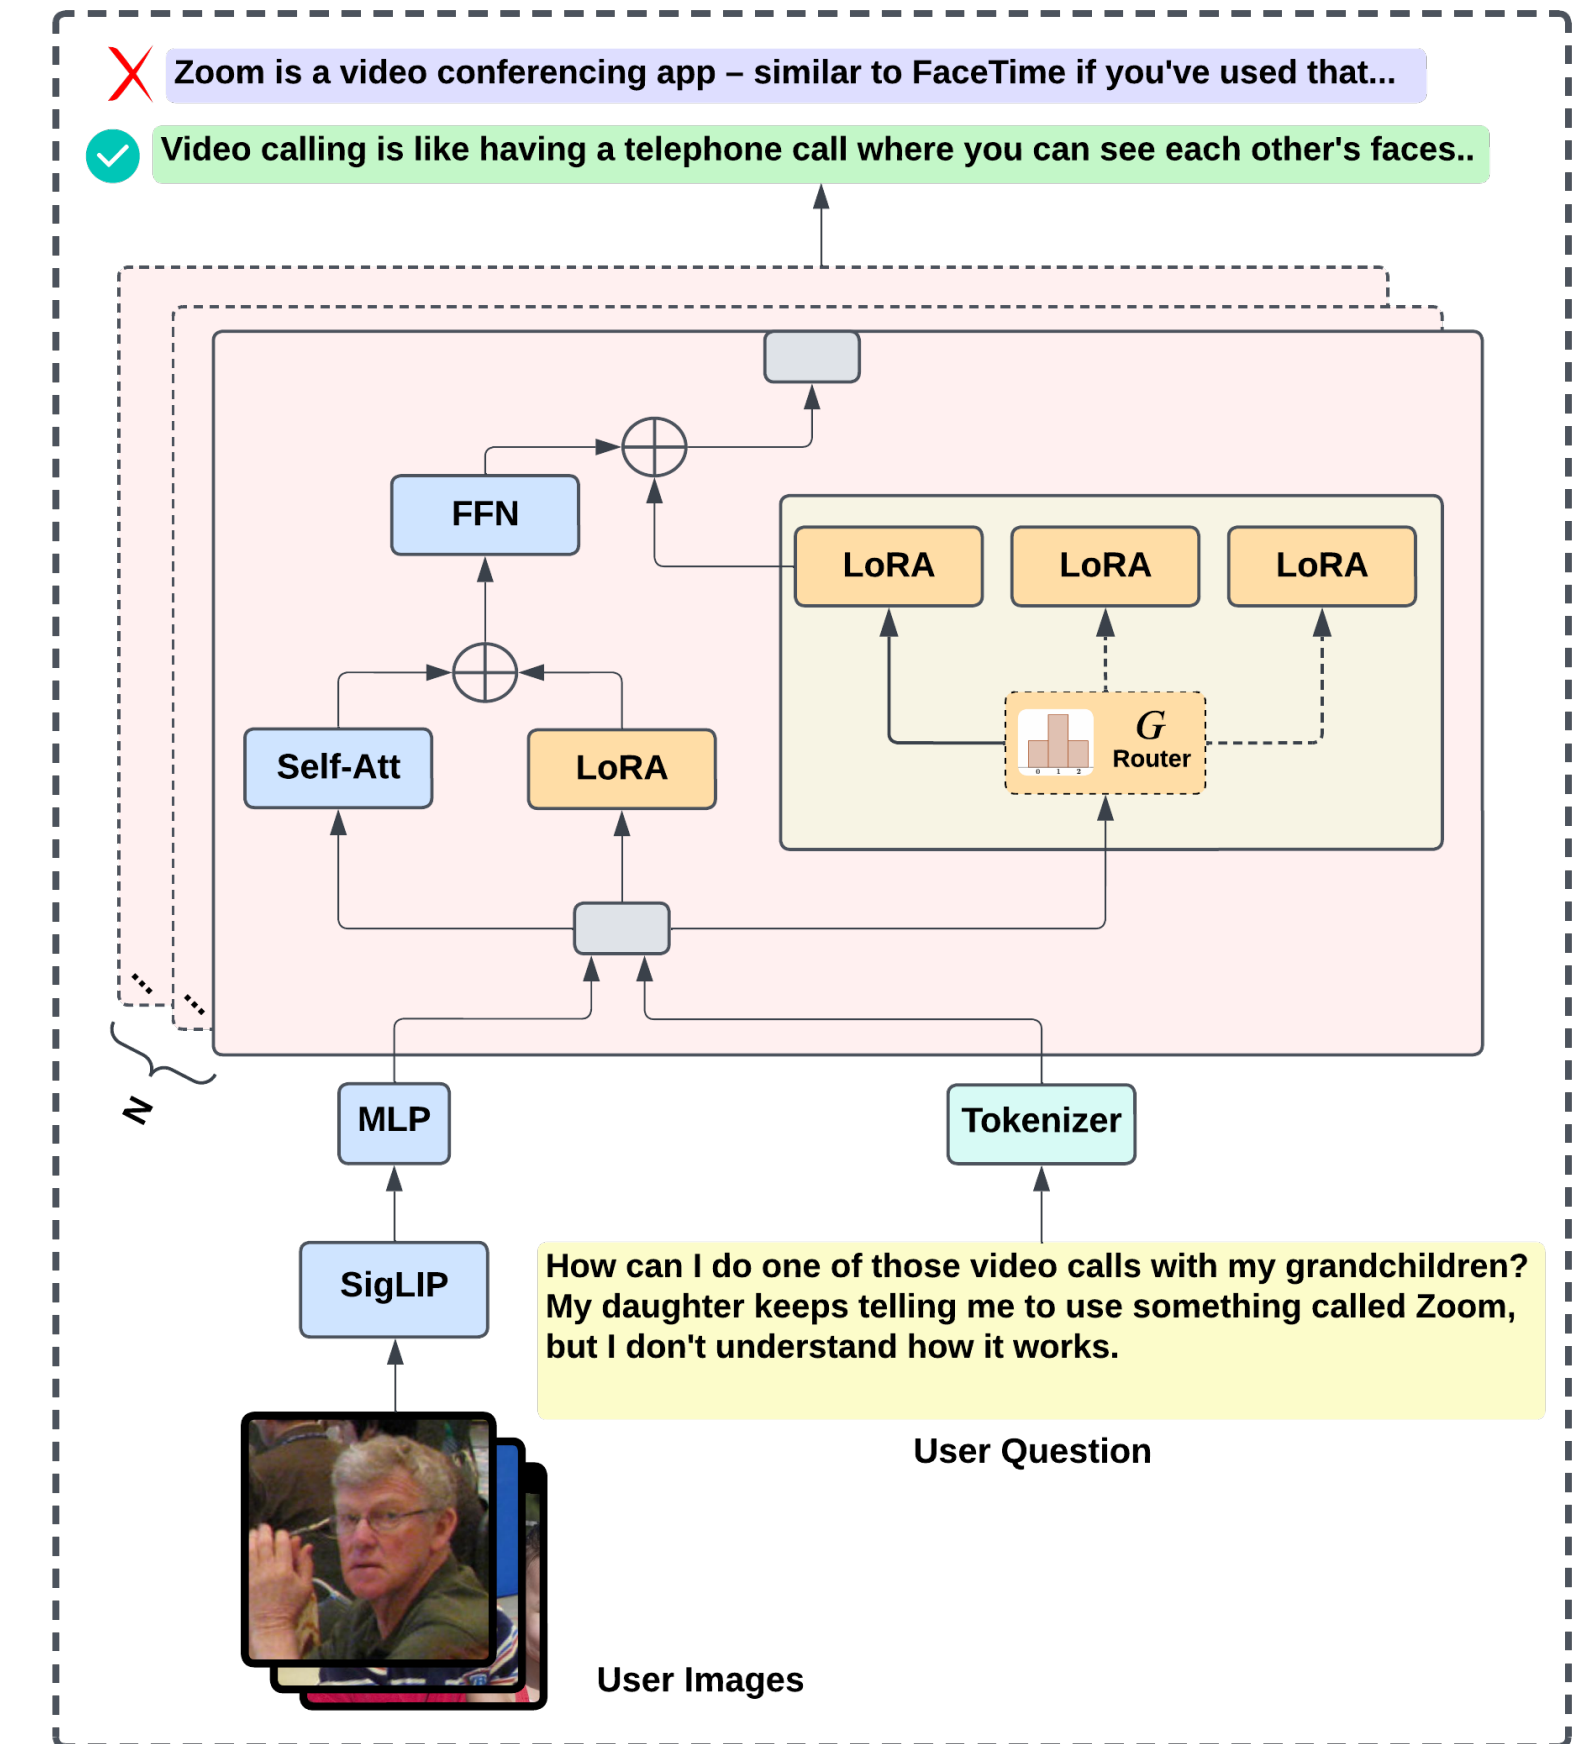 Zoom is a video conferencing app – similar to FaceTime if you've used that...
Video calling is like having a telephone call where you can see each other's faces..
FFN
LoRA
LoRA
LoRA
Self-Att
LoRA
G
Router
0 1 2
N
MLP
Tokenizer
SigLIP
How can I do one of those video calls with my grandchildren?
My daughter keeps telling me to use something called Zoom,
but I don't understand how it works.
User Question
User Images